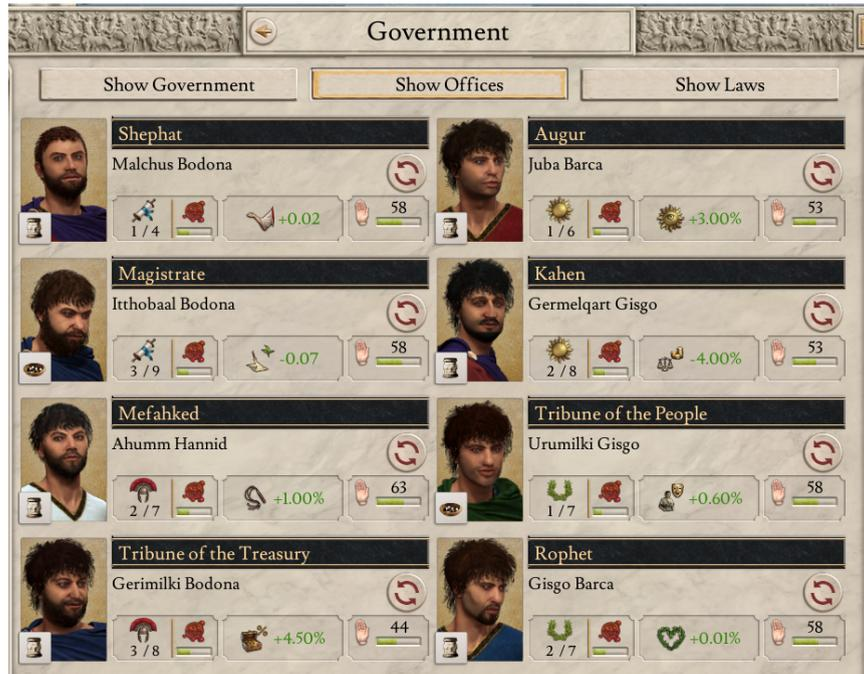 Government
Show Government
Show Offices
Show Laws
Shephat
Malchus Bodona
1 / 4
+0.02
58
Augur
Juba Barca
1 / 6
+3.00%
53
Magistrate
Itthobaal Bodona
3 / 9
-0.07
58
Kahen
Germelqart Gisgo
2 / 8
-4.00%
53
Mefahked
Ahumm Hannid
2 / 7
+1.00%
63
Tribune of the People
Urumilki Gisgo
1 / 7
+0.60%
58
Tribune of the Treasury
Gerimilki Bodona
3 / 8
+4.50%
44
Rophet
Gisgo Barca
2 / 7
+0.01%
58